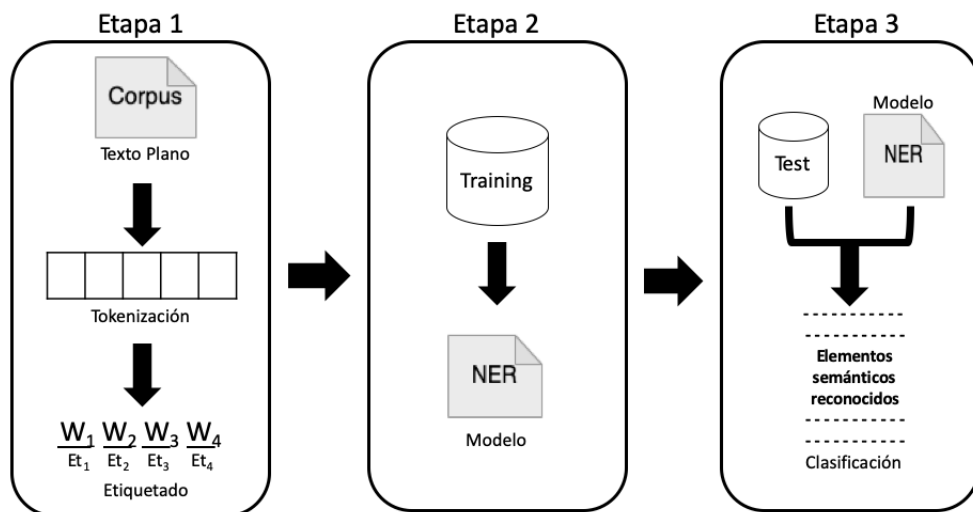 Etapa 1
Corpus
Texto Plano
Tokenización
W1 W2 W3 W4
Et1 Et2 Et3 Et4
Etiquetado
Etapa 2
Training
NER
Modelo
Etapa 3
Modelo
Test
NER
Elementos
semánticos
reconocidos
Clasificación